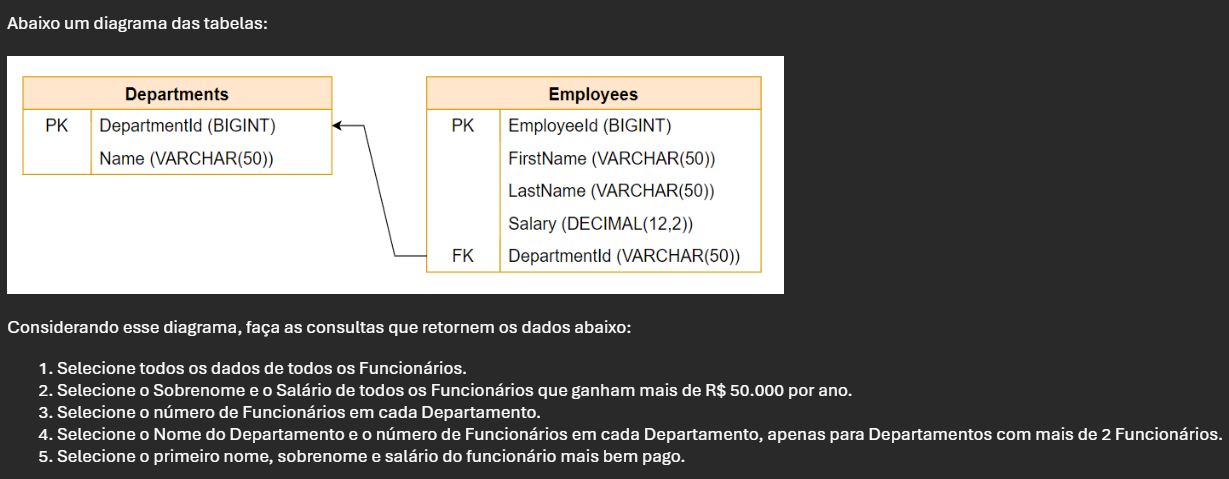 Abaixo um diagrama das tabelas:
Departments
PK DepartmentId (BIGINT)
Name (VARCHAR(50))
Employees
PK EmployeeId (BIGINT)
FirstName (VARCHAR(50))
LastName (VARCHAR(50))
Salary (DECIMAL(12,2))
FK DepartmentId (VARCHAR(50))
Considerando esse diagrama, faça as consultas que retornem os dados abaixo:
1. Selecione todos os dados de todos os Funcionários.
2. Selecione o Sobrenome e o Salário de todos os Funcionários que ganham mais de R$ 50.000 por ano.
3. Selecione o número de Funcionários em cada Departamento.
4. Selecione o Nome do Departamento e o número de Funcionários em cada Departamento, apenas para Departamentos com mais de 2 Funcionários.
5. Selecione o primeiro nome, sobrenome e salário do funcionário mais bem pago.